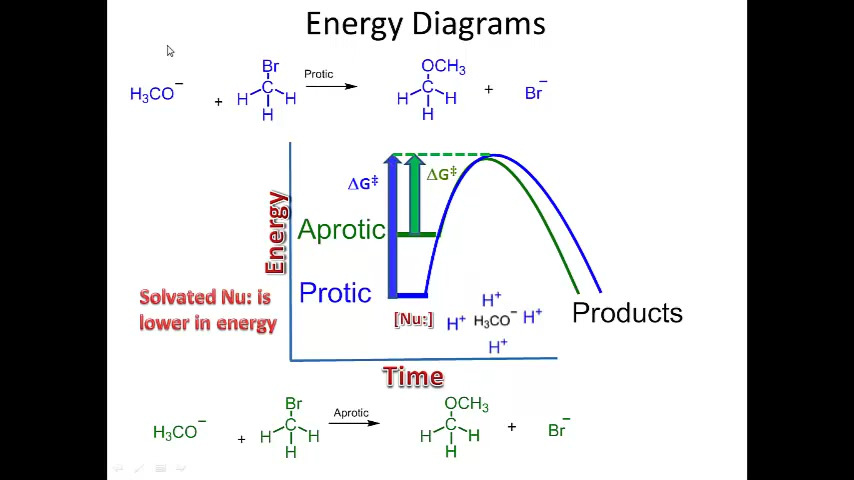 Energy Diagrams
H₃CO⁻ + Br C H H H Protic OCH₃ C H H H + Br⁻
ΔG‡ ΔG‡
Energy
Aprotic
Protic
Solvated Nu: is
lower in energy
[Nu:]
H⁺
H⁺ H₃CO⁻ H⁺
H⁺
Products
Time
H₃CO⁻ + Br C H H H Aprotic OCH₃ C H H H + Br⁻